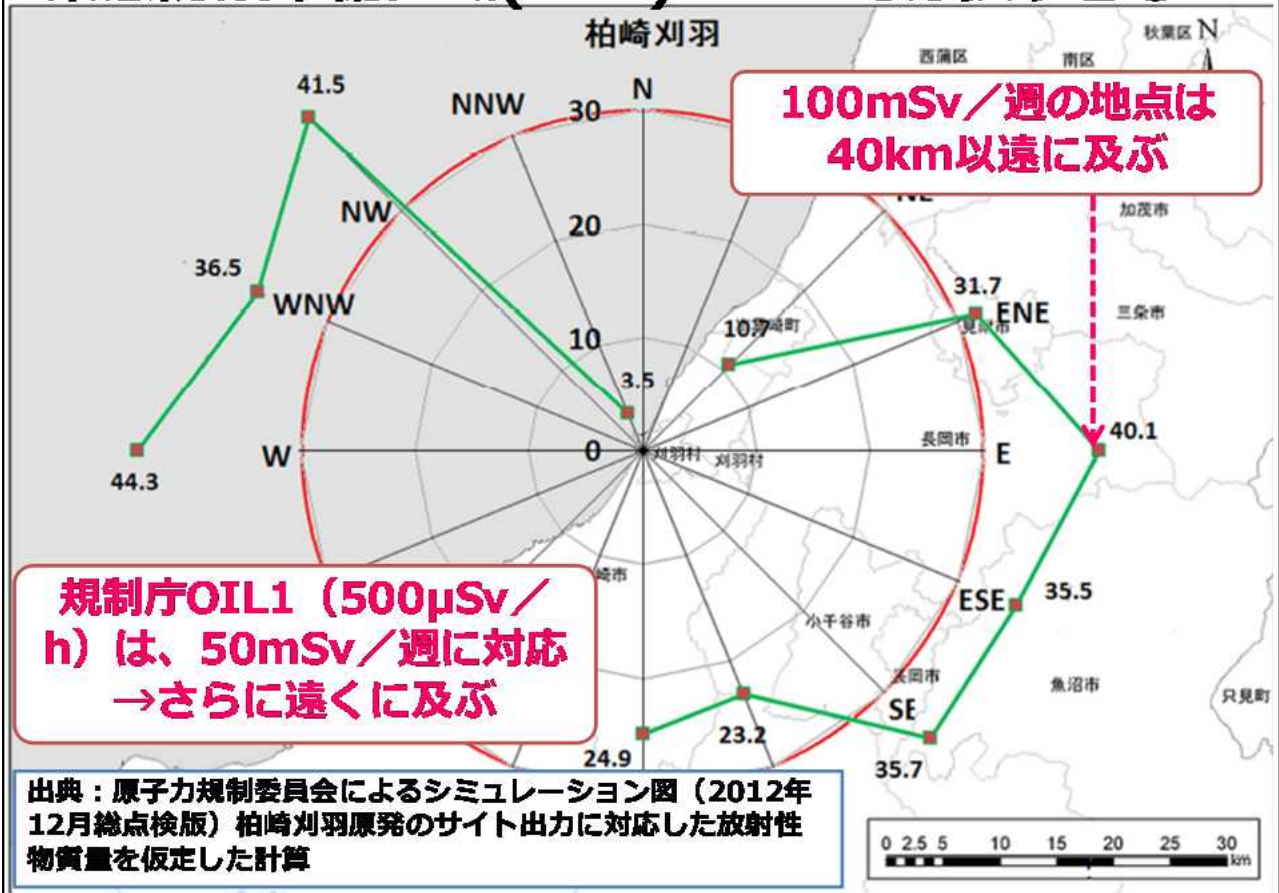 柏崎刈羽
秋葉区 N
西蒲区
南区
100mSv／週の地点は
40km以遠に及ぶ
41.5
NNW
N
30
NW
20
加茂市
36.5
WNW
31.7
ENE
三条市
10.7
10
3.5
40.1
W
0
刈羽村
刈羽村
長岡市
E
44.3
規制庁OIL1（500μSv／
h）は、50mSv／週に対応
→さらに遠くに及ぶ
崎市
ESE
35.5
小千谷市
長岡市
魚沼市
只見町
SE
23.2
24.9
35.7
出典：原子力規制委員会によるシミュレーション図（2012年
12月総点検版）柏崎刈羽原発のサイト出力に対応した放射性
物質量を仮定した計算
0 2.5 5 10 15 20 25 30
km